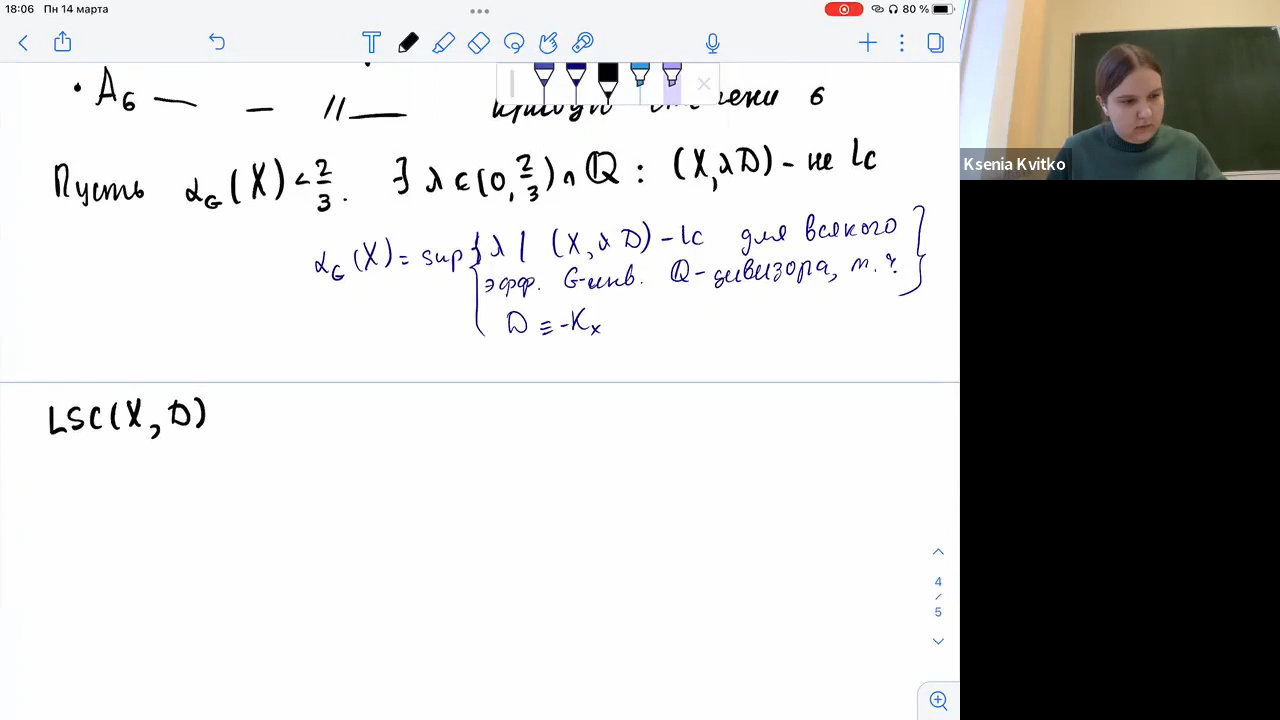 18:06 Пн 14 марта
80 %
• A₆ — — //— степени 6
Пусть α_G(X) < 2/3. ∃ λ ∈ (0, 2/3) ∩ ℚ : (X, λD) - не lc
α_G(X) = sup { λ | (X, λD) - lc для всякого
эфф. G-инв. ℚ-дивизора, т.ч. }
D ≡ -K_X
Ksenia Kvitko
LSC(X, D)
4
/
5